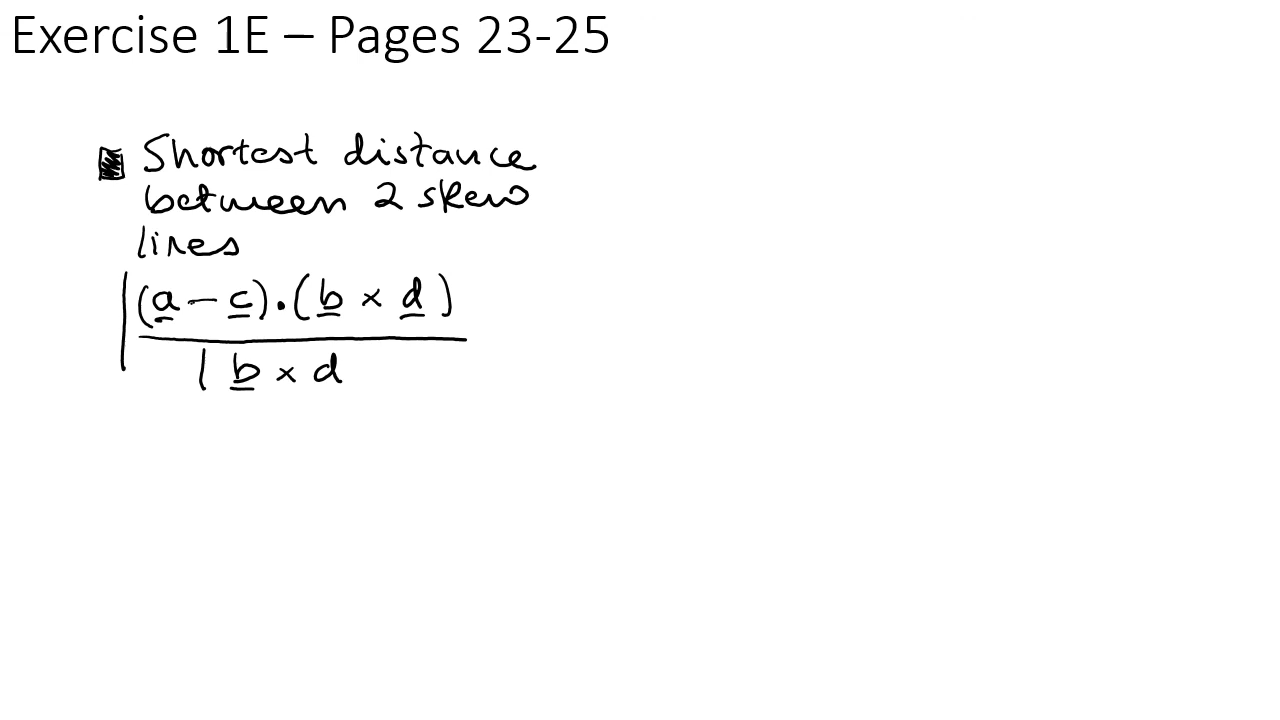 Exercise 1E – Pages 23-25
Shortest distance
between 2 skew
lines
|(a − c).(b × d)
|b × d